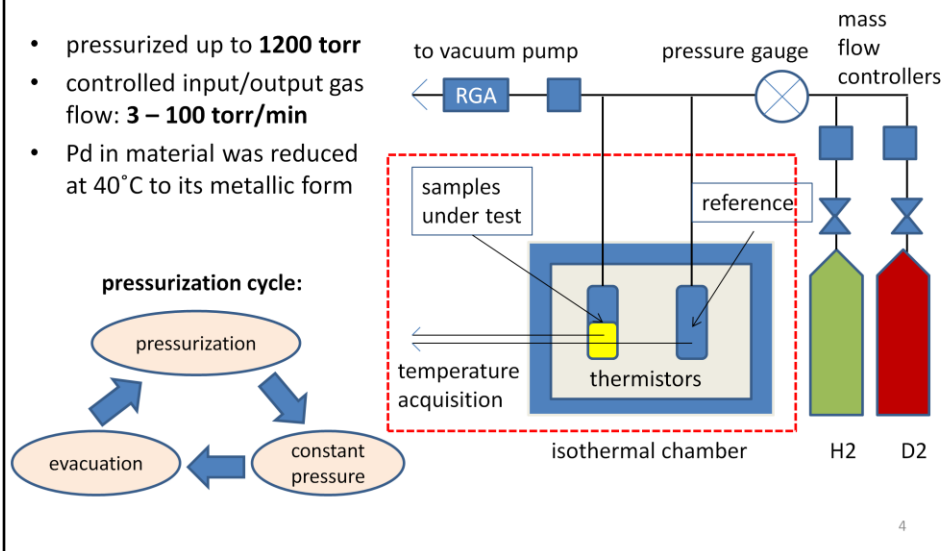 • pressurized up to 1200 torr
• controlled input/output gas
flow: 3 – 100 torr/min
• Pd in material was reduced
at 40˚C to its metallic form
pressurization cycle:
pressurization
constant
pressure
evacuation
to vacuum pump
pressure gauge
mass
flow
controllers
RGA
samples
under test
reference
temperature
acquisition
thermistors
isothermal chamber
H2
D2
4